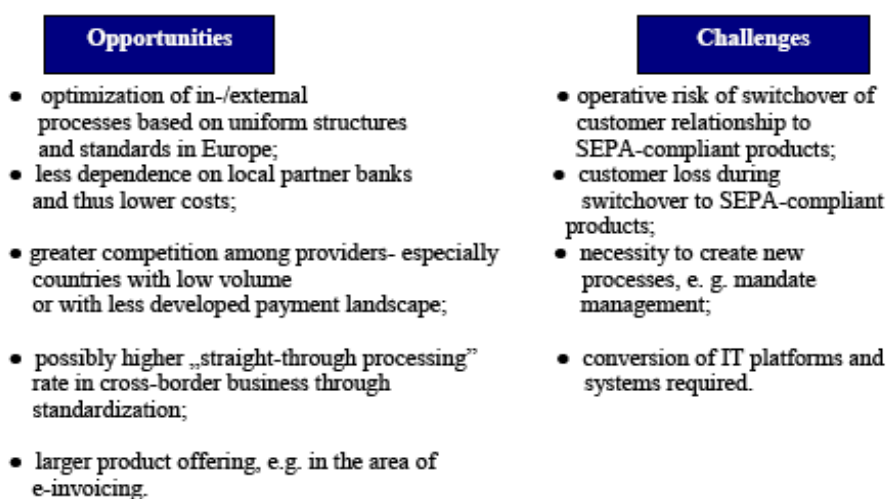 Opportunities
● optimization of in-/external
processes based on uniform structures
and standards in Europe;
● less dependence on local partner banks
and thus lower costs;
● greater competition among providers- especially
countries with low volume
or with less developed payment landscape;
● possibly higher „straight-through processing”
rate in cross-border business through
standardization;
● larger product offering, e.g. in the area of
e-invoicing.
Challenges
● operative risk of switchover of
customer relationship to
SEPA-compliant products;
● customer loss during
switchover to SEPA-compliant
products;
● necessity to create new
processes, e. g. mandate
management;
● conversion of IT platforms and
systems required.